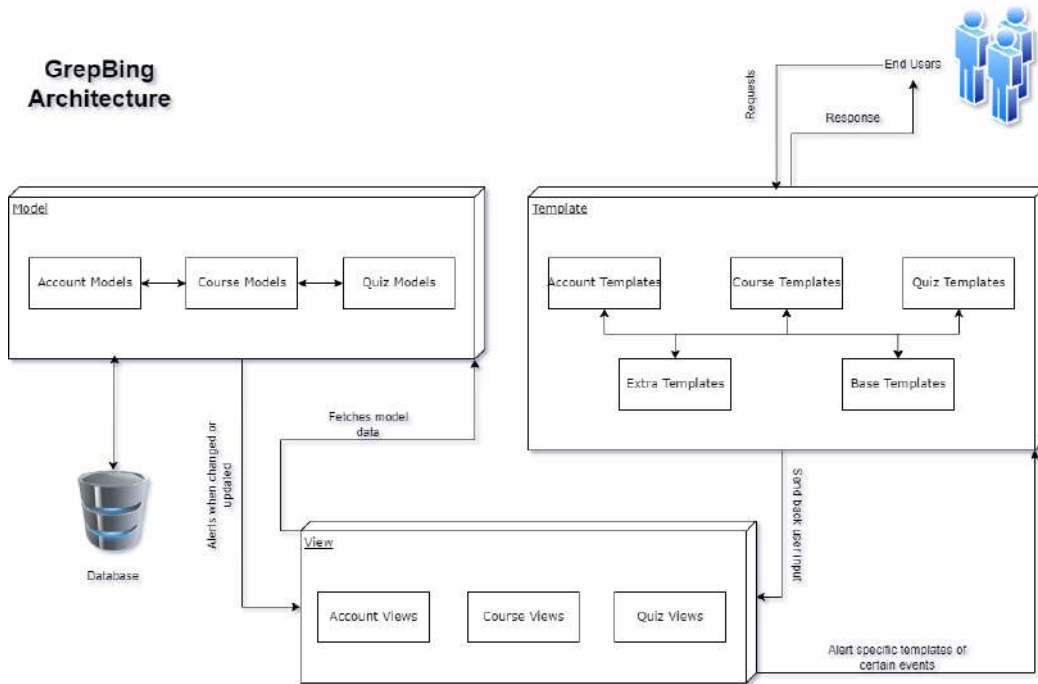 GrepBing
Architecture
End Users
Requests
Response
Model
Account Models
Course Models
Quiz Models
Template
Account Templates
Course Templates
Quiz Templates
Extra Templates
Base Templates
Fetches model
data
Alerts when changed or
updated
Send back user input
Database
View
Account Views
Course Views
Quiz Views
Alert specific templates of
certain events